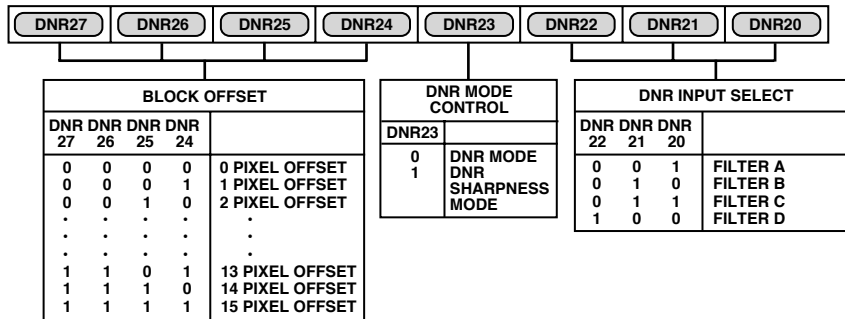 DNR27 DNR26 DNR25 DNR24 DNR23 DNR22 DNR21 DNR20
BLOCK OFFSET
DNR DNR DNR DNR
27 26 25 24
0 0 0 0 0 PIXEL OFFSET
0 0 0 1 1 PIXEL OFFSET
0 0 1 0 2 PIXEL OFFSET
. . . . .
. . . . .
. . . . .
1 1 0 1 13 PIXEL OFFSET
1 1 1 0 14 PIXEL OFFSET
1 1 1 1 15 PIXEL OFFSET
DNR MODE
CONTROL
DNR23
0 DNR MODE
1 DNR
SHARPNESS
MODE
DNR INPUT SELECT
DNR DNR DNR
22 21 20
0 0 1 FILTER A
0 1 0 FILTER B
0 1 1 FILTER C
1 0 0 FILTER D